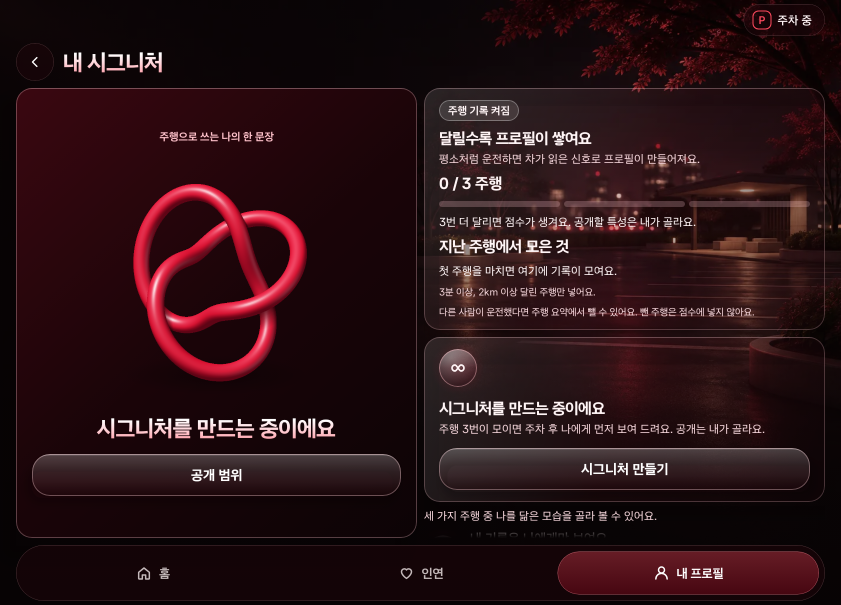 P 주차 중
내 시그니처
주행으로 쓰는 나의 한 문장
시그니처를 만드는 중이에요
공개 범위
주행 기록 켜짐
달릴수록 프로필이 쌓여요
평소처럼 운전하면 차가 읽은 신호로 프로필이 만들어져요.
0 / 3 주행
3번 더 달리면 점수가 생겨요. 공개할 특성은 내가 골라요.
지난 주행에서 모은 것
첫 주행을 마치면 여기에 기록이 모여요.
3분 이상, 2km 이상 달린 주행만 넣어요.
다른 사람이 운전했다면 주행 요약에서 뺄 수 있어요. 뺀 주행은 점수에 넣지 않아요.
∞
시그니처를 만드는 중이에요
주행 3번이 모이면 주차 후 나에게 먼저 보여 드려요. 공개는 내가 골라요.
시그니처 만들기
세 가지 주행 중 나를 닮은 모습을 골라 볼 수 있어요.
홈
인연
내 프로필